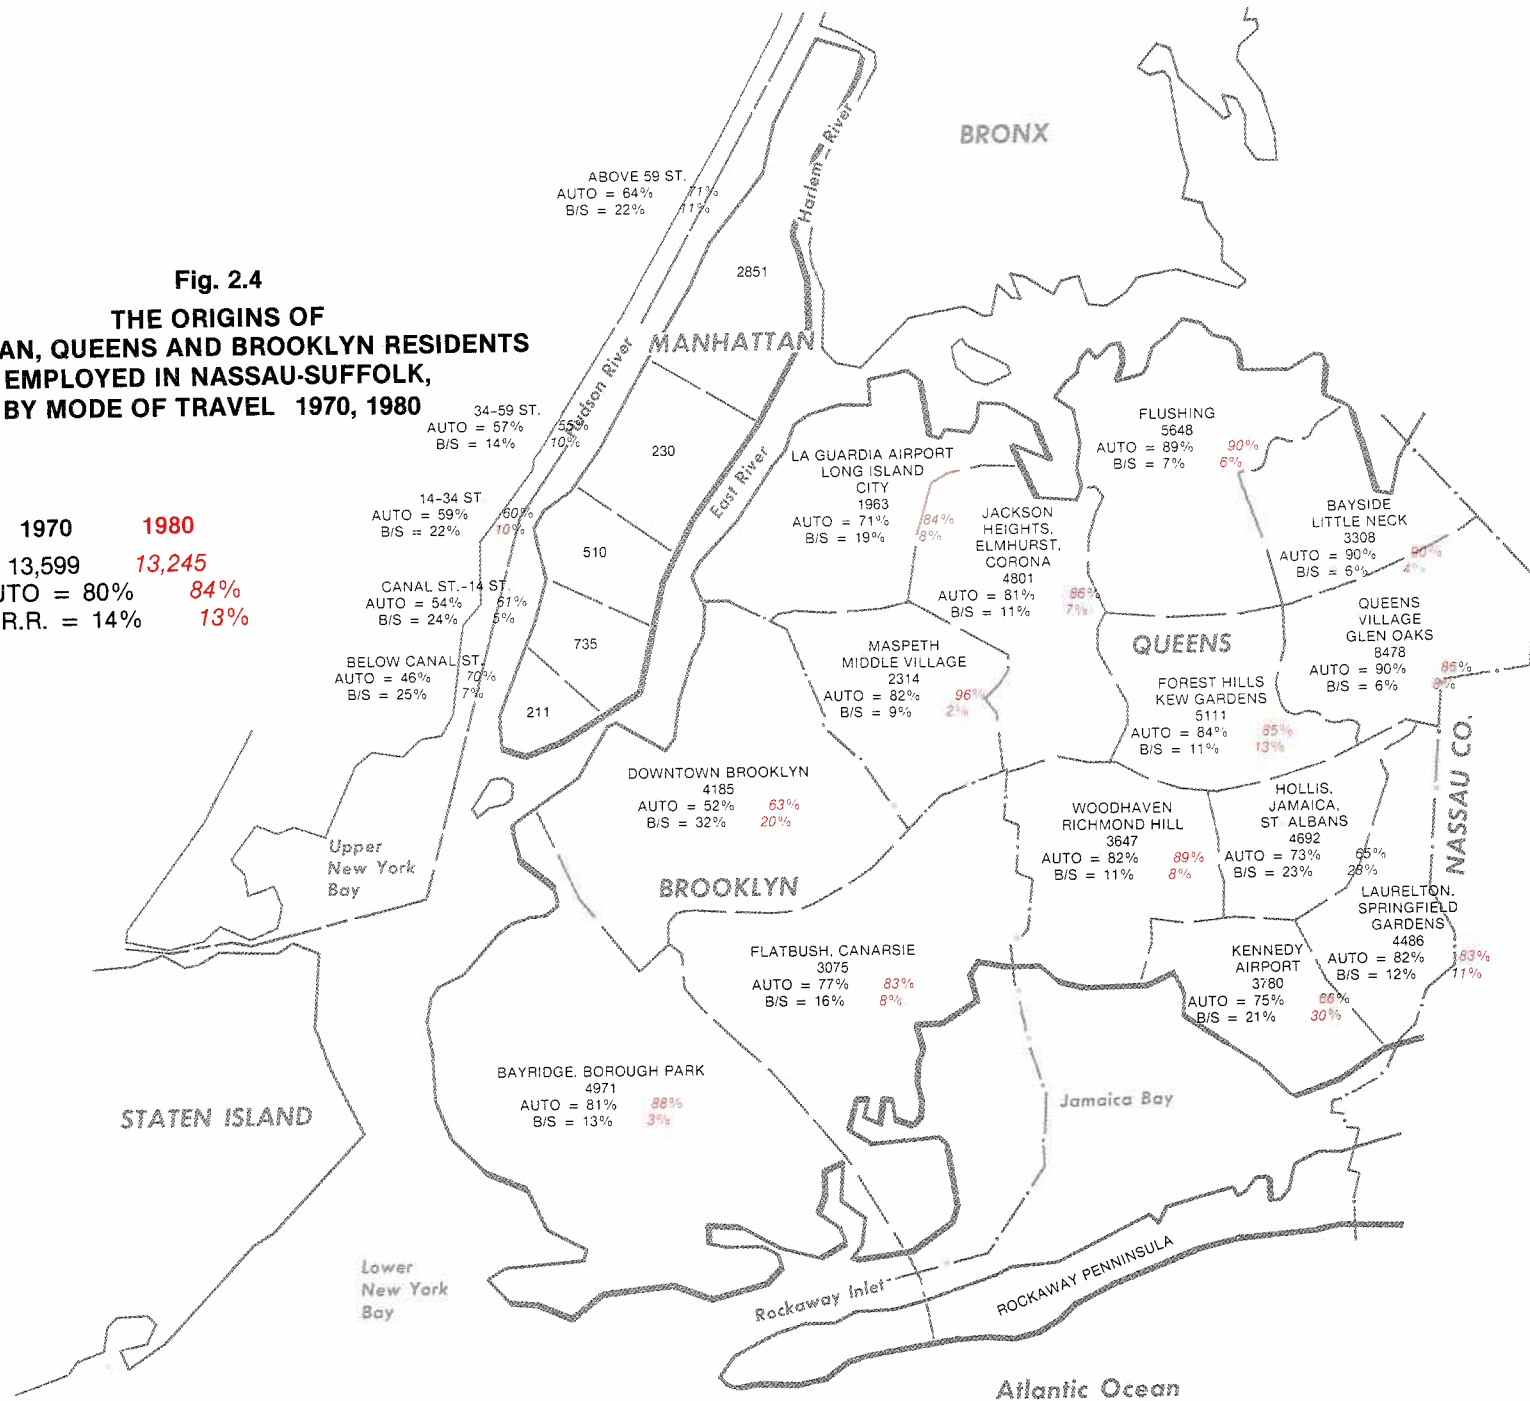 BRONX
Harlem River
ABOVE 59 ST.
AUTO = 64% 71%
B/S = 22% 11%
2851
Fig. 2.4
THE ORIGINS OF
AN, QUEENS AND BROOKLYN RESIDENTS
EMPLOYED IN NASSAU-SUFFOLK,
BY MODE OF TRAVEL 1970, 1980
MANHATTAN
Hudson River
34-59 ST.
AUTO = 57% 55%
B/S = 14% 10%
230
East River
14-34 ST
AUTO = 59% 60%
B/S = 22% 10%
510
1970 1980
13,599 13,245
UTO = 80% 84%
R.R. = 14% 13%
CANAL ST.-14 ST.
AUTO = 54% 61%
B/S = 24% 5%
735
BELOW CANAL ST.
AUTO = 46% 70%
B/S = 25% 7%
211
LA GUARDIA AIRPORT
LONG ISLAND
CITY
1963
AUTO = 71% 84%
B/S = 19% 8%
JACKSON
HEIGHTS,
ELMHURST,
CORONA
4801
AUTO = 81% 86%
B/S = 11% 7%
FLUSHING
5648
AUTO = 89% 90%
B/S = 7% 6%
BAYSIDE
LITTLE NECK
3308
AUTO = 90% 90%
B/S = 6% 4%
QUEENS
VILLAGE
GLEN OAKS
8478
AUTO = 90% 86%
B/S = 6%
QUEENS
MASPETH
MIDDLE VILLAGE
2314
AUTO = 82% 96%
B/S = 9% 2%
FOREST HILLS
KEW GARDENS
5111
AUTO = 84% 85%
B/S = 11% 13%
NASSAU CO.
DOWNTOWN BROOKLYN
4185
AUTO = 52% 63%
B/S = 32% 20%
WOODHAVEN
RICHMOND HILL
3647
AUTO = 82% 89%
B/S = 11% 8%
HOLLIS,
JAMAICA,
ST ALBANS
4692
AUTO = 73% 65%
B/S = 23% 28%
Upper
New York
Bay
BROOKLYN
LAURELTON,
SPRINGFIELD
GARDENS
4486
AUTO = 82% 83%
B/S = 12% 11%
FLATBUSH, CANARSIE
3075
AUTO = 77% 83%
B/S = 16% 8%
KENNEDY
AIRPORT
3780
AUTO = 75% 66%
B/S = 21% 30%
BAYRIDGE, BOROUGH PARK
4971
AUTO = 81% 88%
B/S = 13% 3%
STATEN ISLAND
Jamaica Bay
Lower
New York
Bay
Rockaway Inlet
ROCKAWAY PENNINSULA
Atlantic Ocean